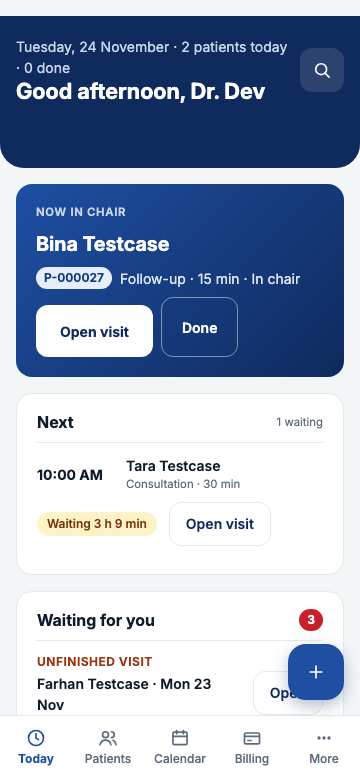 Tuesday, 24 November · 2 patients today
· 0 done
Good afternoon, Dr. Dev
NOW IN CHAIR
Bina Testcase
P-000027 Follow-up · 15 min · In chair
Open visit Done
Next 1 waiting
10:00 AM Tara Testcase
Consultation · 30 min
Waiting 3 h 9 min Open visit
Waiting for you 3
UNFINISHED VISIT
Farhan Testcase · Mon 23
Nov
Today Patients Calendar Billing More